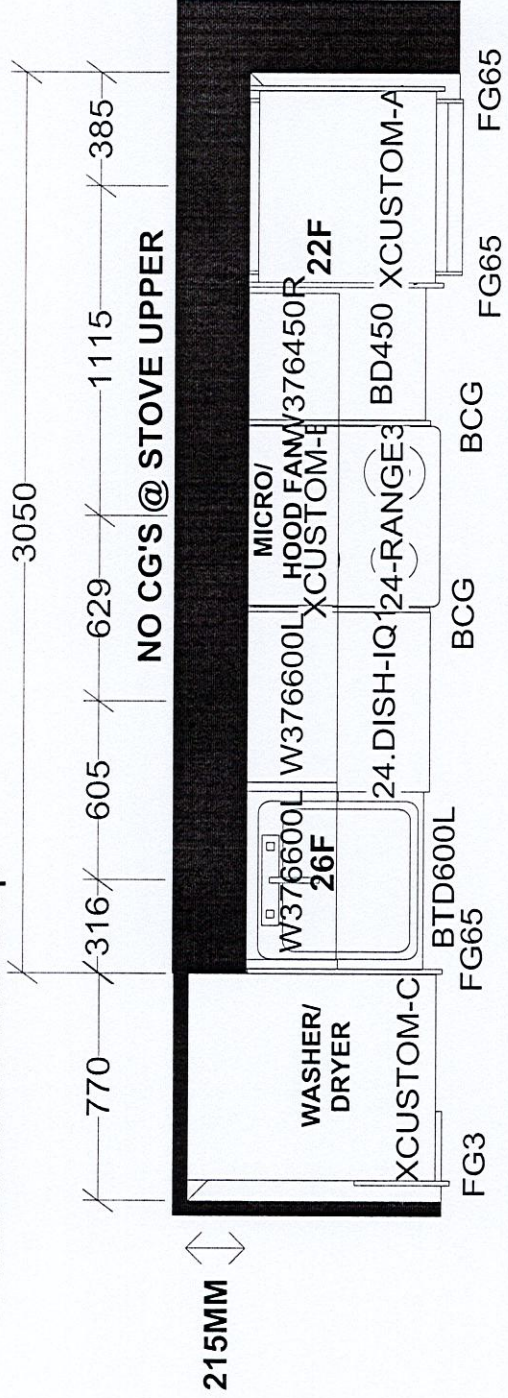 3050
770
316
605
629
1115
385
NO CG'S @ STOVE UPPER
215MM
MICRO/
HOOD FAN
W376450R
XCUSTOM-E
W376600L
W376600L
26F
22F
WASHER/
DRYER
XCUSTOM-C
24.DISH-IQ1
24-RANGE3
BD450
XCUSTOM-A
BTD600L
FG3
FG65
BCG
BCG
FG65
FG65